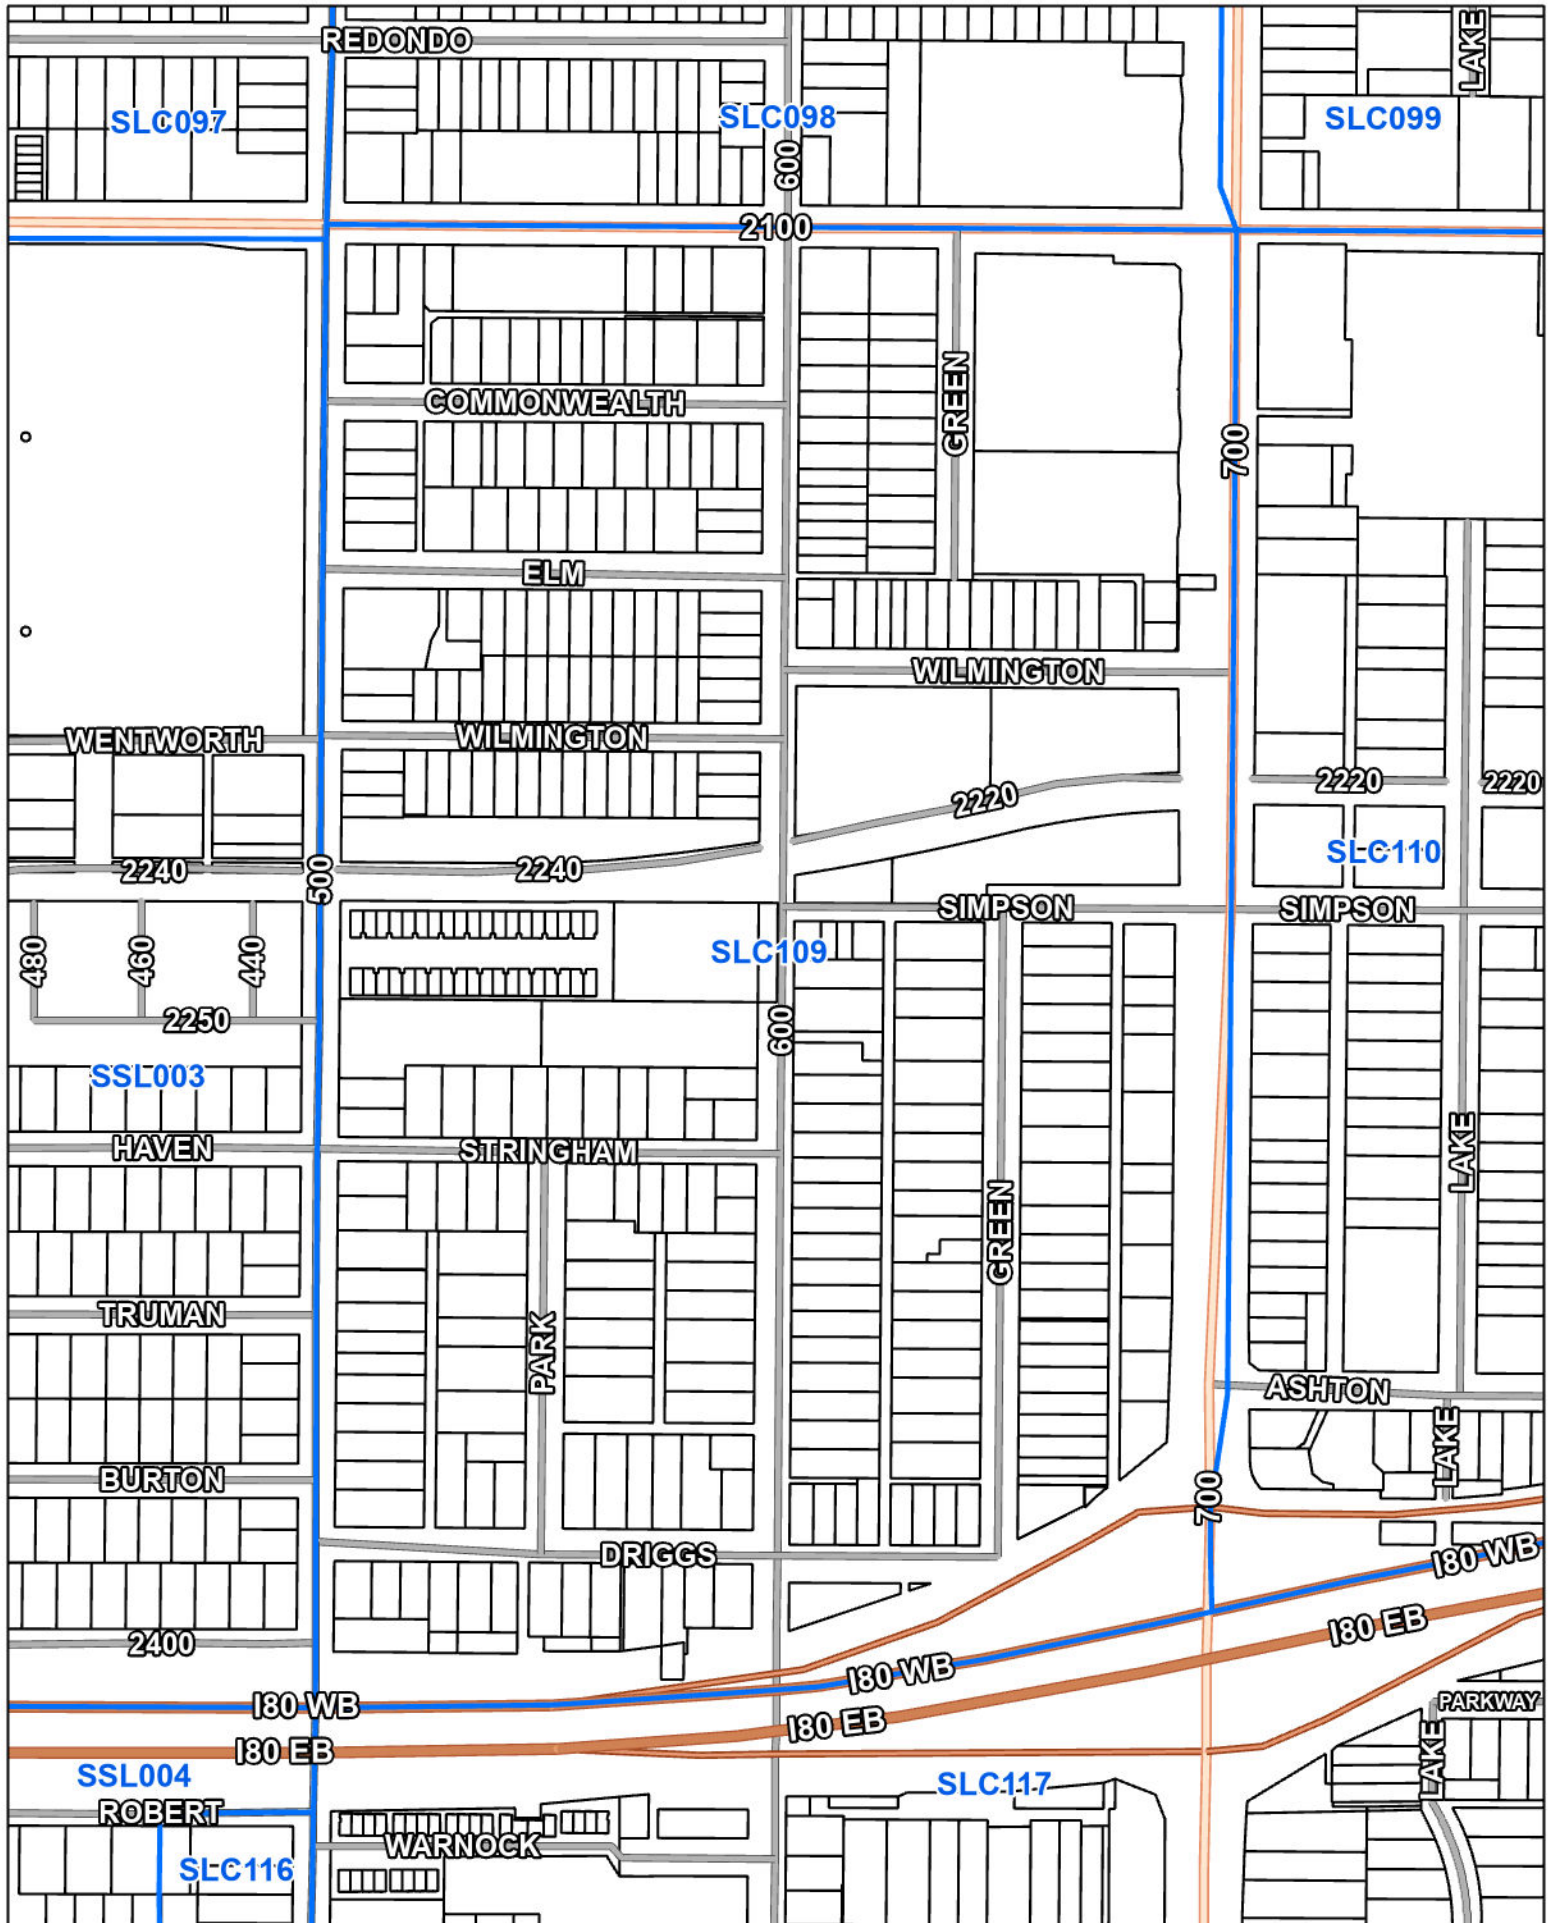 REDONDO
LAKE
SLC097
SLC098
SLC099
600
2100
COMMONWEALTH
GREEN
700
ELM
WILMINGTON
WENTWORTH
WILMINGTON
2220
2220
2220
SLC110
2240
500
2240
SIMPSON
SIMPSON
480
460
440
SLC109
2250
600
SSL003
HAVEN
STRINGHAM
LAKE
GREEN
TRUMAN
PARK
ASHTON
LAKE
BURTON
700
DRIGGS
I80 WB
2400
I80 EB
I80 WB
I80 WB
PARKWAY
I80 EB
I80 EB
LAKE
SSL004
SLC117
ROBERT
WARNOCK
SLC116